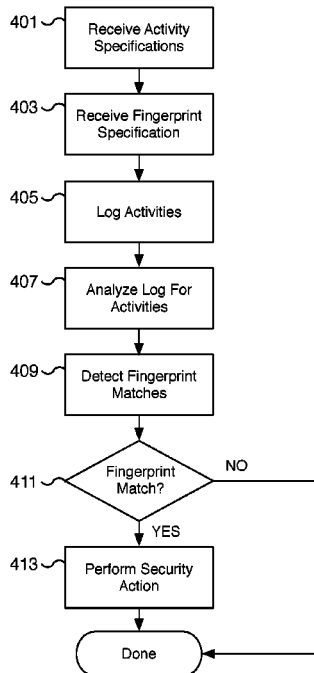 401
Receive Activity
Specifications
403
Receive Fingerprint
Specification
405
Log Activities
407
Analyze Log For
Activities
409
Detect Fingerprint
Matches
411
Fingerprint
Match?
NO
YES
413
Perform Security
Action
Done